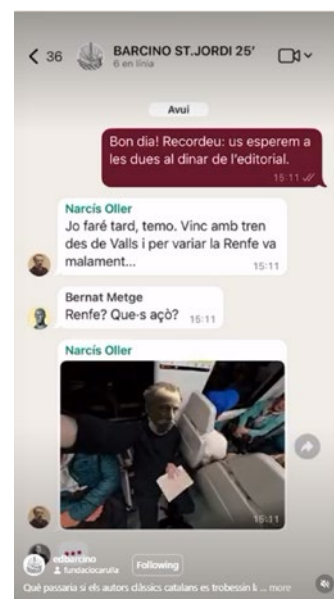 36
BARCINO ST.JORDI 25'
6 en línia
Avui
Bon dia! Recordeu: us esperem a
les dues al dinar de l'editorial.
15:11
Narcís Oller
Jo faré tard, temo. Vinc amb tren
des de Valls i per variar la Renfe va
malament...
15:11
Bernat Metge
Renfe? Que·s açò?
15:11
Narcís Oller
15:11
edbarcino
fundaciocarulla
Following
Què passaria si els autors clàssics catalans es trobessin ... more